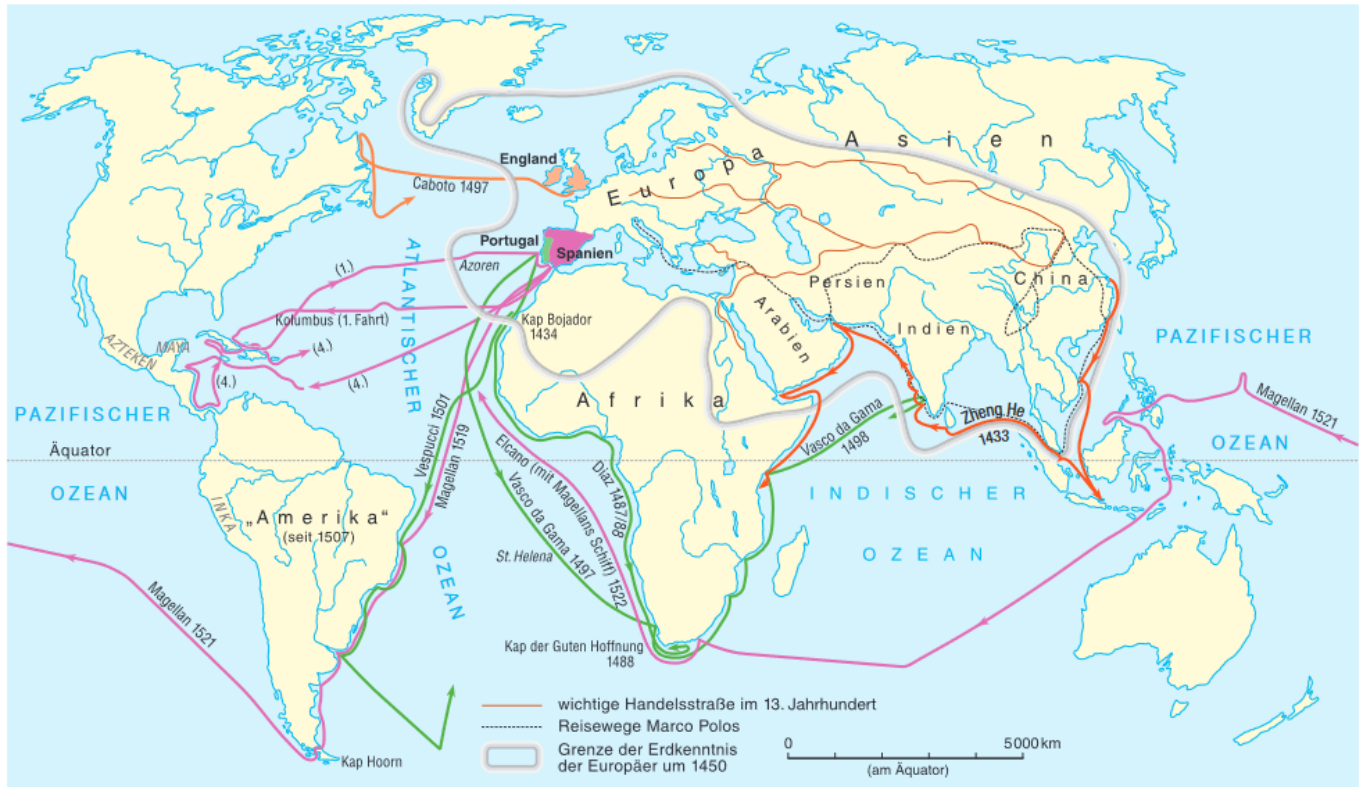 England
Caboto 1497
Europa
Asien
Portugal
Spanien
Azoren
(1.)
Kolumbus (1. Fahrt)
(4.)
(4.)
(4.)
AZTEKEN
MAYA
ATLANTISCHER
OZEAN
Kap Bojador
1434
Afrika
Arabien
Persien
Indien
China
Zheng He
1433
Vasco da Gama
1498
PAZIFISCHER
OZEAN
Magellan 1521
PAZIFISCHER
Äquator
OZEAN
INKA
„Amerika“
(seit 1507)
Vespucci 1501
Magellan 1519
Elcano (mit Magellans Schiff) 1522
Vasco da Gama 1497
Diaz 1487/88
St. Helena
INDISCHER
OZEAN
Magellan 1521
Kap der Guten Hoffnung
1488
Kap Hoorn
wichtige Handelsstraße im 13. Jahrhundert
Reisewege Marco Polos
Grenze der Erdkenntnis
der Europäer um 1450
0 5000 km
(am Äquator)